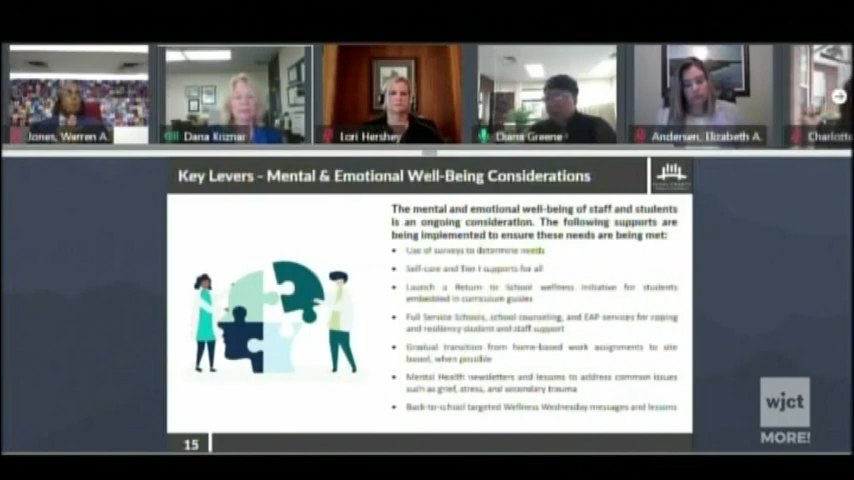 Jones, Warren A.
Dana Kriznar
Lori Hershey
Diana Greene
Andersen, Elizabeth A.
Charlotte
Key Levers - Mental & Emotional Well-Being Considerations
The mental and emotional well-being of staff and students
is an ongoing consideration. The following supports are
being implemented to ensure these needs are being met:
• Use of surveys to determine needs
• Self-care and Tier I supports for all
• Launch a Return to School wellness initiative for students
embedded in curriculum guides
• Full Service Schools, school counseling, and EAP services for coping
and resiliency student and staff support
• Gradual transition from home-based work assignments to site
based, when possible
• Mental Health newsletters and lessons to address common issues
such as grief, stress, and secondary trauma
• Back-to-school targeted Wellness Wednesday messages and lessons
15
wjct
MORE!